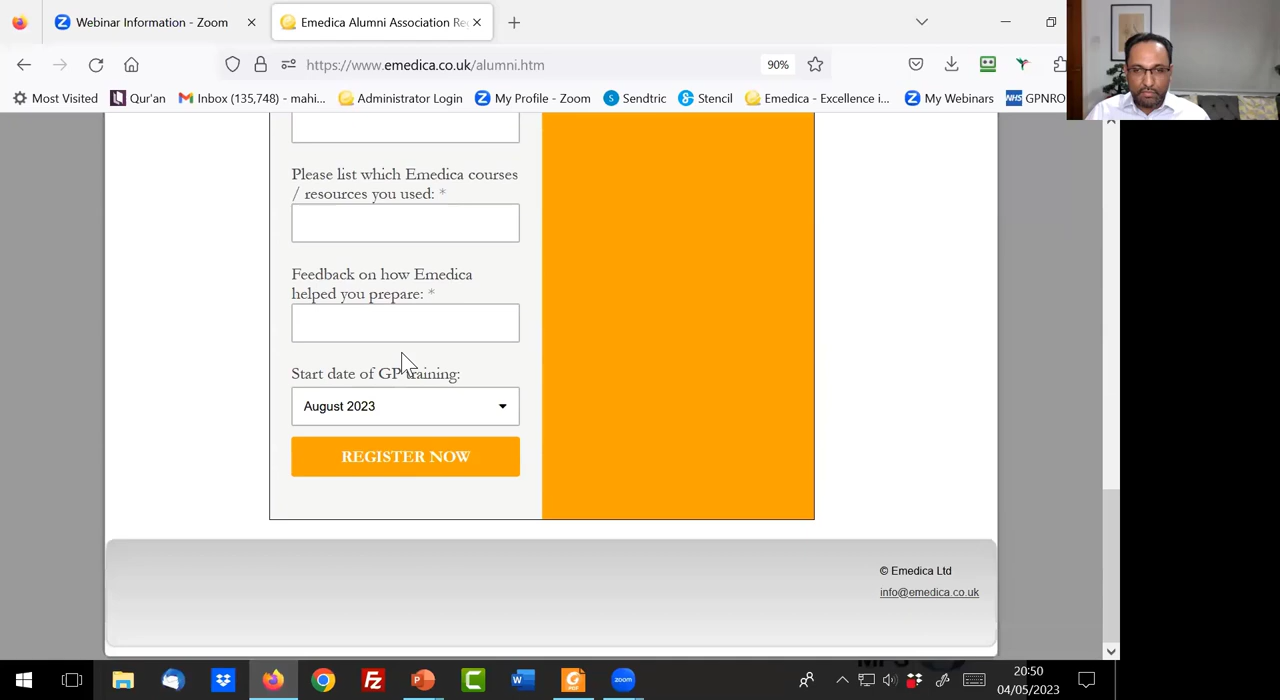 Webinar Information - Zoom
Emedica Alumni Association Re
https://www.emedica.co.uk/alumni.htm
90%
Most Visited
Qur'an
Inbox (135,748) - mahi...
Administrator Login
My Profile - Zoom
Sendtric
Stencil
Emedica - Excellence i...
My Webinars
NHS GPNRO
Please list which Emedica courses
/ resources you used: *
Feedback on how Emedica
helped you prepare: *
Start date of GP training:
August 2023
REGISTER NOW
© Emedica Ltd
info@emedica.co.uk
20:50
04/05/2023